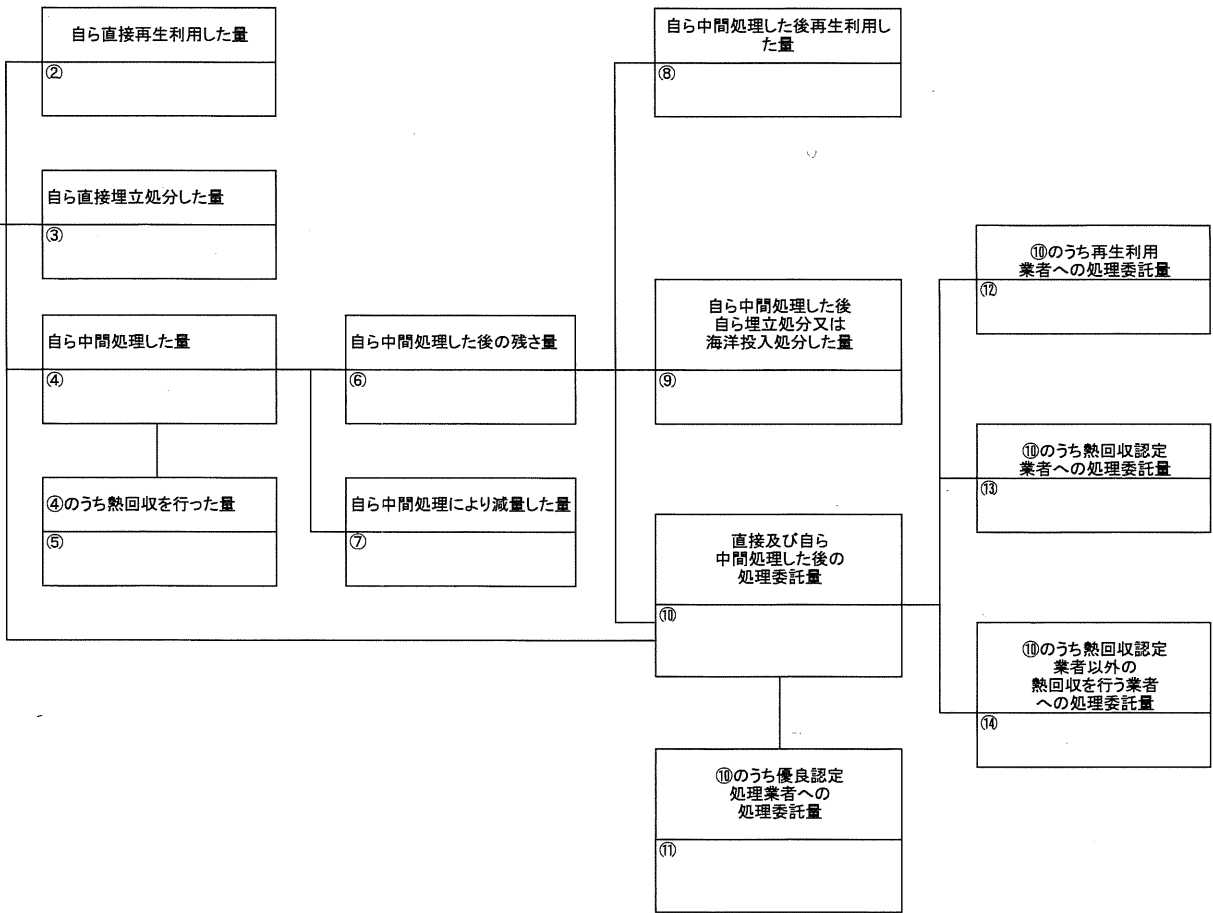 自ら直接再生利用した量
②
自ら直接埋立処分した量
③
自ら中間処理した量
④
④のうち熱回収を行った量
⑤
自ら中間処理した後の残さ量
⑥
自ら中間処理により減量した量
⑦
自ら中間処理した後再生利用し
た量
⑧
自ら中間処理した後
自ら埋立処分又は
海洋投入処分した量
⑨
直接及び自ら
中間処理した後の
処理委託量
⑩
⑩のうち優良認定
処理業者への
処理委託量
⑪
⑩のうち再生利用
業者への処理委託量
⑫
⑩のうち熱回収認定
業者への処理委託量
⑬
⑩のうち熱回収認定
業者以外の
熱回収を行う業者
への処理委託量
⑭